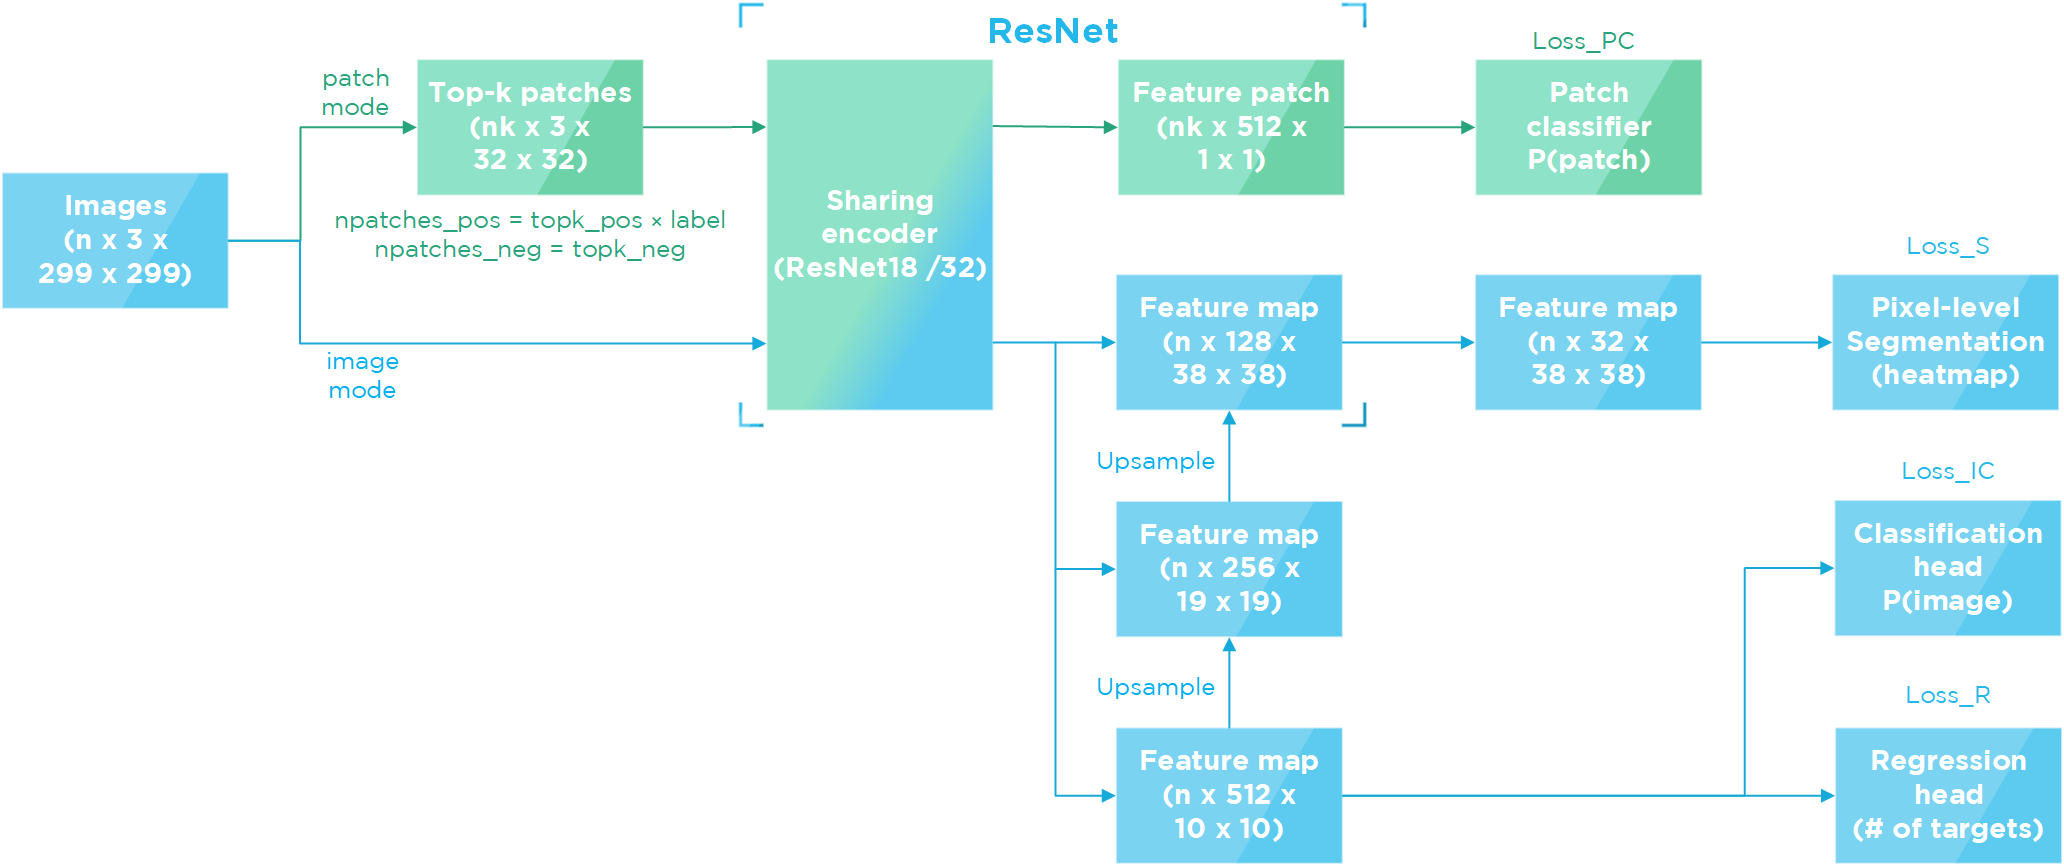 ResNet
Loss_PC
patch
mode
Top-k patches
(nk x 3 x
32 x 32)
Feature patch
(nk x 512 x
1 x 1)
Patch
classifier
P(patch)
Images
(n x 3 x
299 x 299)
npatches_pos = topk_pos × label
npatches_neg = topk_neg
Sharing
encoder
(ResNet18 /32)
image
mode
Loss_S
Feature map
(n x 128 x
38 x 38)
Feature map
(n x 32 x
38 x 38)
Pixel-level
Segmentation
(heatmap)
Upsample
Loss_IC
Feature map
(n x 256 x
19 x 19)
Classification
head
P(image)
Upsample
Loss_R
Feature map
(n x 512 x
10 x 10)
Regression
head
(# of targets)